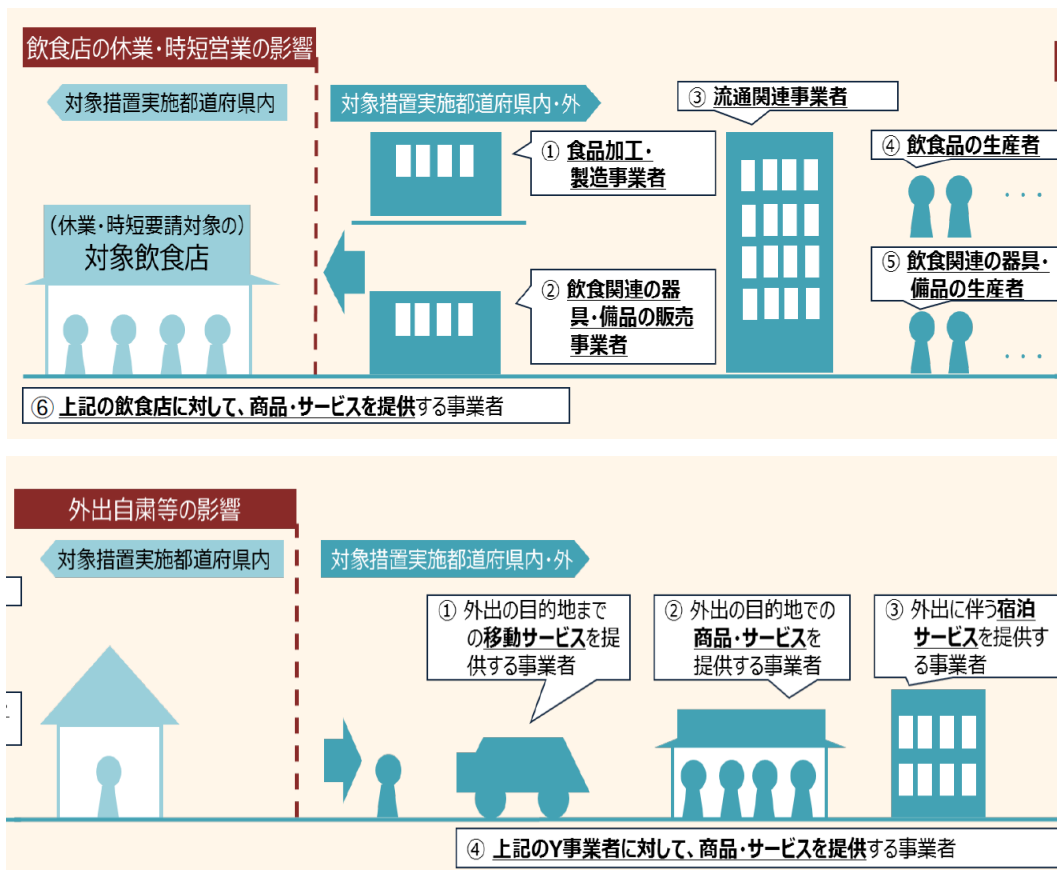 飲食店の休業・時短営業の影響
対象措置実施都道府県内
対象措置実施都道府県内・外
(休業・時短要請対象の)
対象飲食店
① 食品加工・
製造事業者
② 飲食関連の器
具・備品の販売
事業者
③ 流通関連事業者
④ 飲食品の生産者
・・・
⑤ 飲食関連の器具・
備品の生産者
・・・
⑥ 上記の飲食店に対して、商品・サービスを提供する事業者
外出自粛等の影響
対象措置実施都道府県内
対象措置実施都道府県内・外
① 外出の目的地まで
の移動サービスを提
供する事業者
② 外出の目的地での
商品・サービスを
提供する事業者
③ 外出に伴う宿泊
サービスを提供す
る事業者
④ 上記のY事業者に対して、商品・サービスを提供する事業者